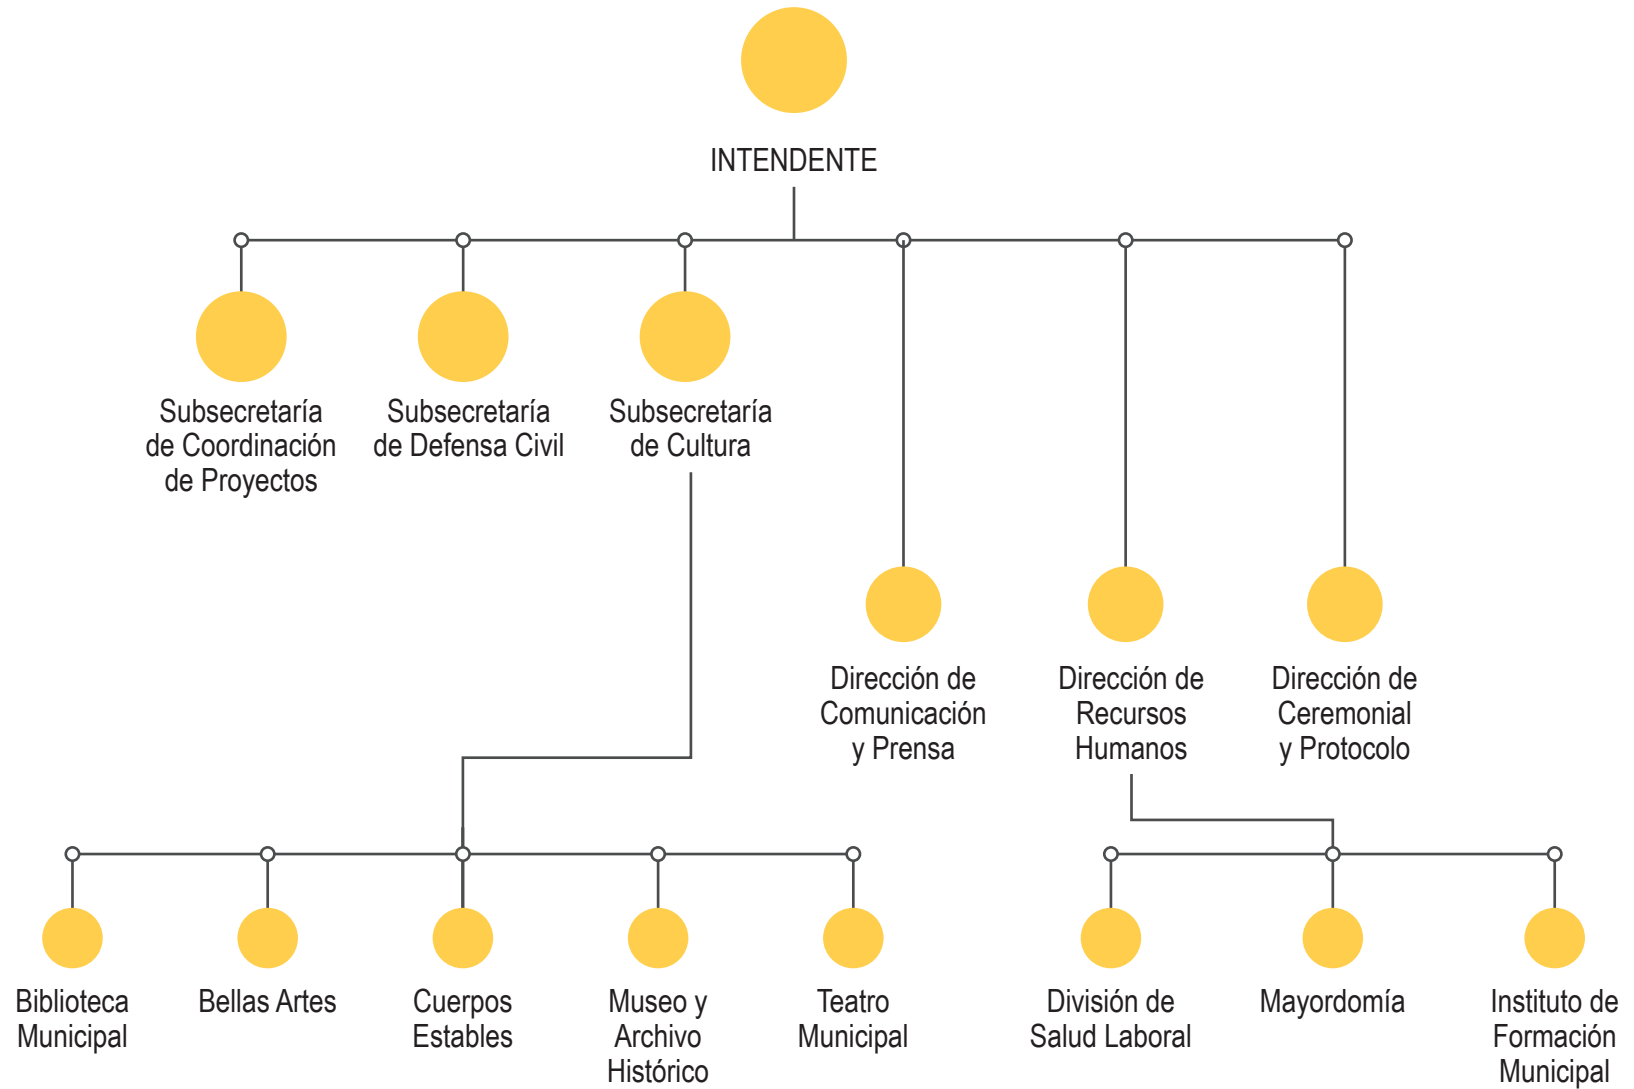 INTENDENTE
Subsecretaría
de Coordinación
de Proyectos
Subsecretaría
de Defensa Civil
Subsecretaría
de Cultura
Dirección de
Comunicación
y Prensa
Dirección de
Recursos
Humanos
Dirección de
Ceremonial
y Protocolo
Biblioteca
Municipal
Bellas Artes
Cuerpos
Estables
Museo y
Archivo
Histórico
Teatro
Municipal
División de
Salud Laboral
Mayordomía
Instituto de
Formación
Municipal